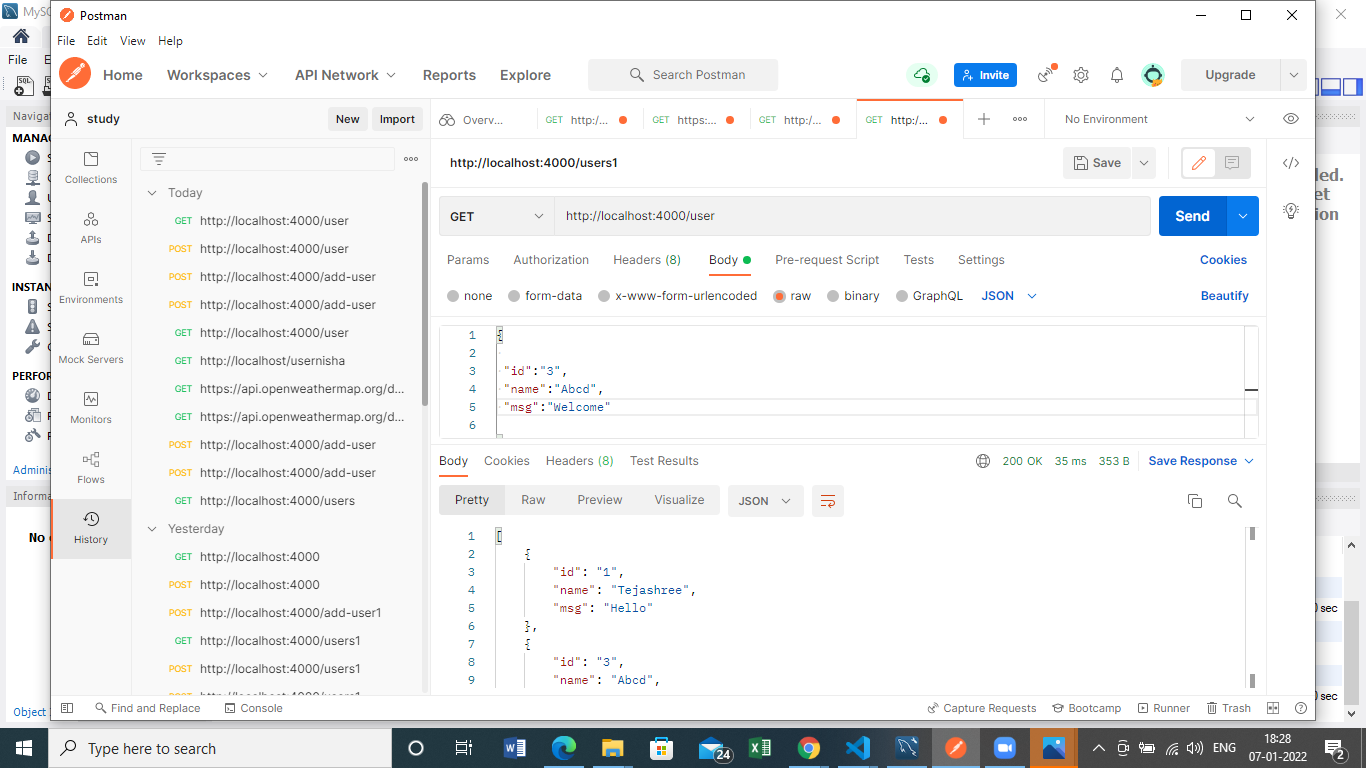 MySQ
Postman
File Edit View Help
Home Workspaces API Network Reports Explore Search Postman Invite Upgrade
File
study New Import Overv... GET http:/... GET https:... GET http:/... GET http:/... No Environment
Navigat
MANAG
INSTAN
PERFOR
Adminis
Informa
No
Object
Collections
APIs
Environments
Mock Servers
Monitors
Flows
History
Today
GET http://localhost:4000/user
POST http://localhost:4000/user
POST http://localhost:4000/add-user
POST http://localhost:4000/add-user
GET http://localhost:4000/user
GET http://localhost/usernisha
GET https://api.openweathermap.org/d...
GET https://api.openweathermap.org/d...
POST http://localhost:4000/add-user
POST http://localhost:4000/add-user
GET http://localhost:4000/users
Yesterday
GET http://localhost:4000
POST http://localhost:4000
POST http://localhost:4000/add-user1
GET http://localhost:4000/users1
POST http://localhost:4000/users1
POST http://localhost:4000/users1
http://localhost:4000/users1 Save
GET http://localhost:4000/user Send
Params Authorization Headers (8) Body Pre-request Script Tests Settings Cookies
none form-data x-www-form-urlencoded raw binary GraphQL JSON Beautify
1 {
2
3 "id":"3",
4 "name":"Abcd",
5 "msg":"Welcome"
6
Body Cookies Headers (8) Test Results 200 OK 35 ms 353 B Save Response
Pretty Raw Preview Visualize JSON
1 [
2 {
3 "id": "1",
4 "name": "Tejashree",
5 "msg": "Hello"
6 },
7 {
8 "id": "3",
9 "name": "Abcd",
led.
et
ion
0 sec
0 sec
Find and Replace Console Capture Requests Bootcamp Runner Trash
Type here to search 24 ENG 18:28
07-01-2022 2